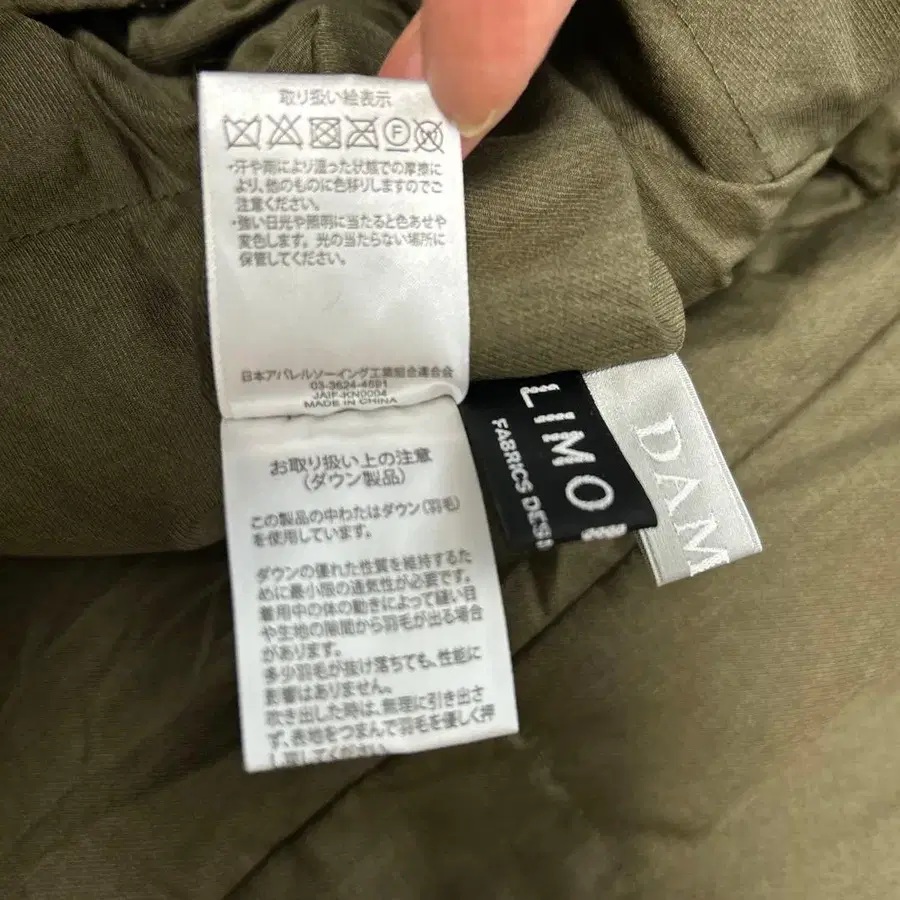 取り扱い絵表示
F W
・汗や雨により湿った状態での摩擦に
より、他のものに色移りしますのでご
注意ください。
・強い日光や照明に当たると色あせや
変色します。光の当たらない場所に
保管してください。
日本アパレルソーイング工業組合連合会
03-3624-4591
JAIF-KN0004
MADE IN CHINA
お取り扱い上の注意
(ダウン製品)
この製品の中わたはダウン(羽毛)
を使用しています。
ダウンの優れた性質を維持するた
めに最小限の通気性が必要です。
着用中の体の動きによって縫い目
や生地の隙間から羽毛が出る場合
があります。
多少羽毛が抜け落ちても、性能に
影響はありません。
吹き出した時は、無理に引き出さ
ず、表地をつまんで羽毛を優しく押
し戻してください。
LIMO
FABRICS DESI
DAM